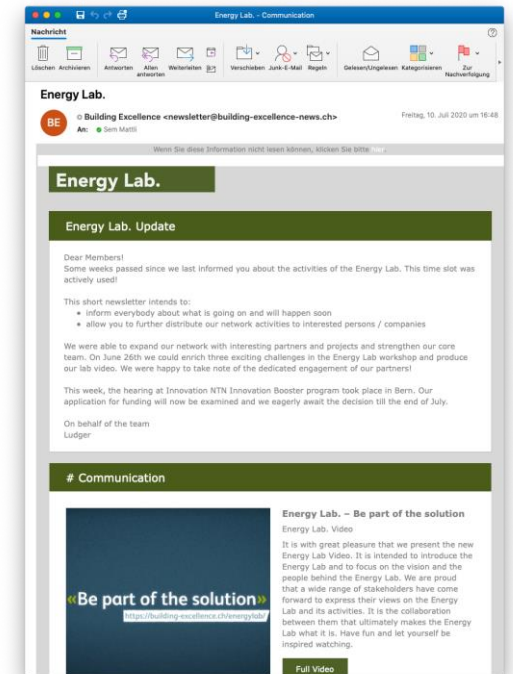 Energy Lab. - Communication
Nachricht
Löschen Archivieren Antworten Allen antworten Weiterleiten Verschieben Junk-E-Mail Regeln Gelesen/Ungelesen Kategorisieren Zur Nachverfolgung
Energy Lab.
BE
Building Excellence <newsletter@building-excellence-news.ch>
Freitag, 10. Juli 2020 um 16:48
An: Sem Mattli
Wenn Sie diese Information nicht lesen können, klicken Sie bitte hier.
Energy Lab.
Energy Lab. Update
Dear Members!
Some weeks passed since we last informed you about the activities of the Energy Lab. This time slot was
actively used!
This short newsletter intends to:
• inform everybody about what is going on and will happen soon
• allow you to further distribute our network activities to interested persons / companies
We were able to expand our network with interesting partners and projects and strengthen our core
team. On June 26th we could enrich three exciting challenges in the Energy Lab workshop and produce
our lab video. We were happy to take note of the dedicated engagement of our partners!
This week, the hearing at Innovation NTN Innovation Booster program took place in Bern. Our
application for funding will now be examined and we eagerly await the decision till the end of July.
On behalf of the team
Ludger
# Communication
«Be part of the solution»
https://building-excellence.ch/energylab/
Energy Lab. – Be part of the solution
Energy Lab. Video
It is with great pleasure that we present the new
Energy Lab Video. It is intended to introduce the
Energy Lab and to focus on the vision and the
people behind the Energy Lab. We are proud
that a wide range of stakeholders have come
forward to express their views on the Energy
Lab and its activities. It is the collaboration
between them that ultimately makes the Energy
Lab what it is. Have fun and let yourself be
inspired watching.
Full Video